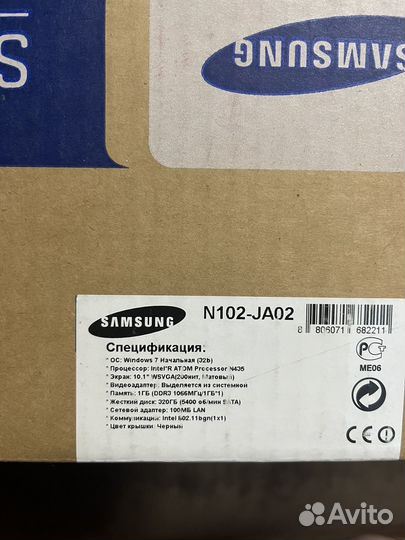 S
SAMSUNG
SAMSUNG
N102-JA02
8 806071 682211
Спецификация:
* ОС: Windows 7 Начальная (32b)
* Процессор: Intel®R ATOM Processor N435
* Экран: 10.1" WSVGA(200нит, Матовый)
* Видеоадаптер: Выделяется из системной
* Память: 1ГБ (DDR3 1066МГц/1ГБ*1)
* Жесткий диск: 320ГБ (5400 об/мин SATA)
* Сетевой адаптер: 100МБ LAN
* Коммуникации: Intel 802.11bgn(1x1)
* Цвет крышки: Черный
ME06
CE
Avito